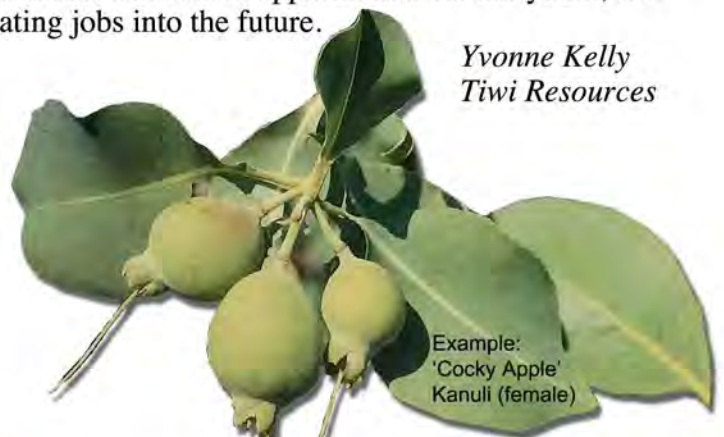 ating jobs into the future.
Yvonne Kelly
Tiwi Resources
Example:
'Cocky Apple'
Kanuli (female)